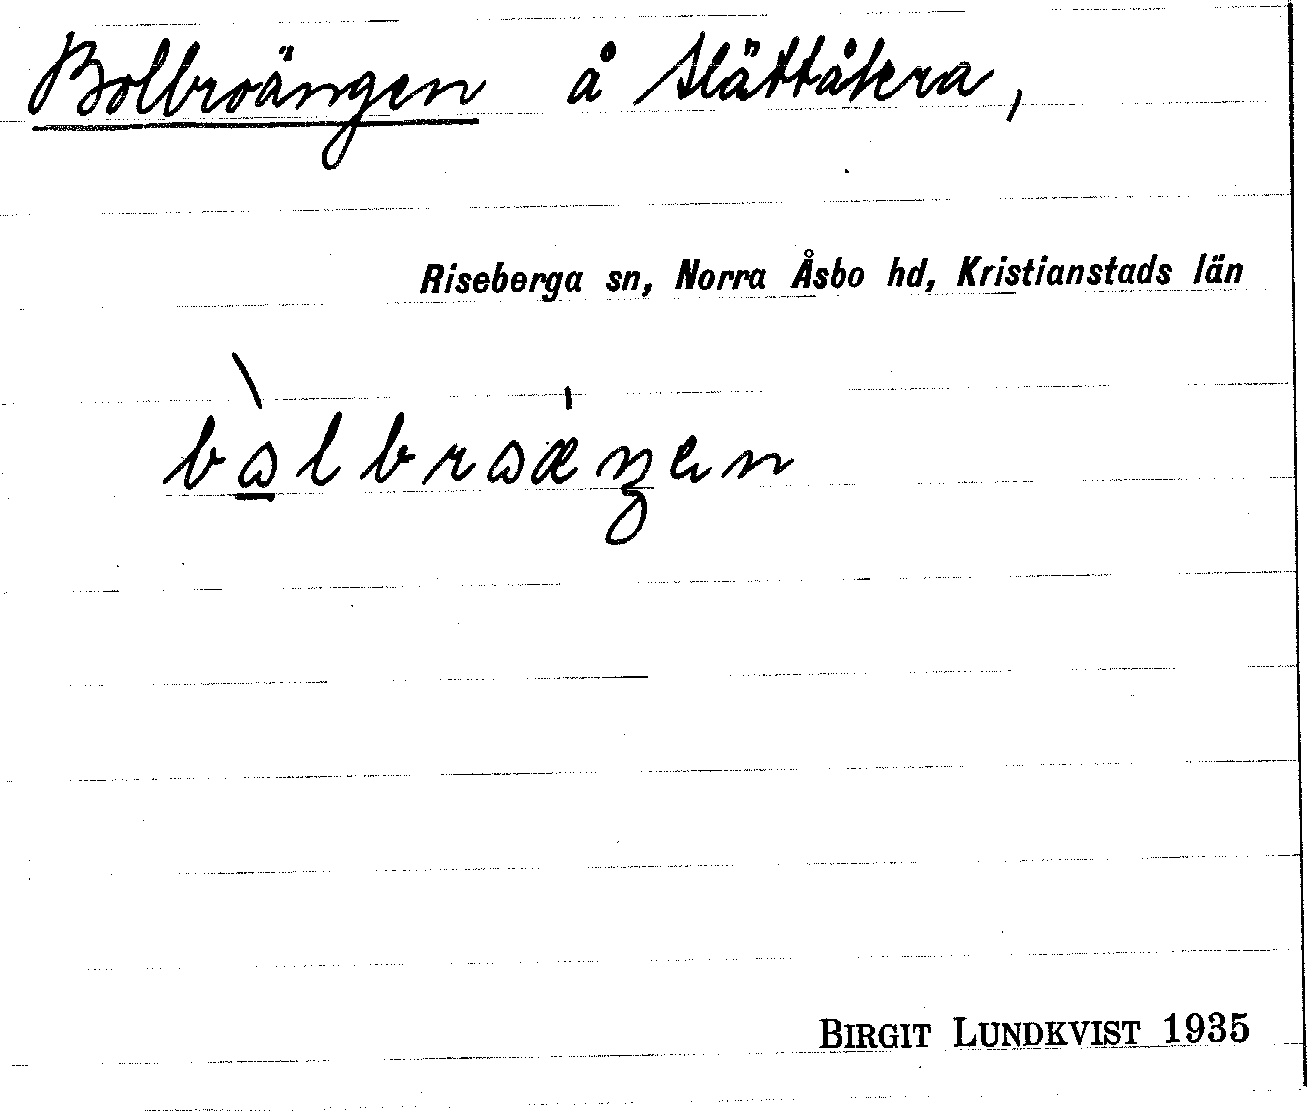 Bolbroängen å Slättåkra,
Riseberga sn, Norra Åsbo hd, Kristianstads län
BIRGIT LUNDKVIST 1935